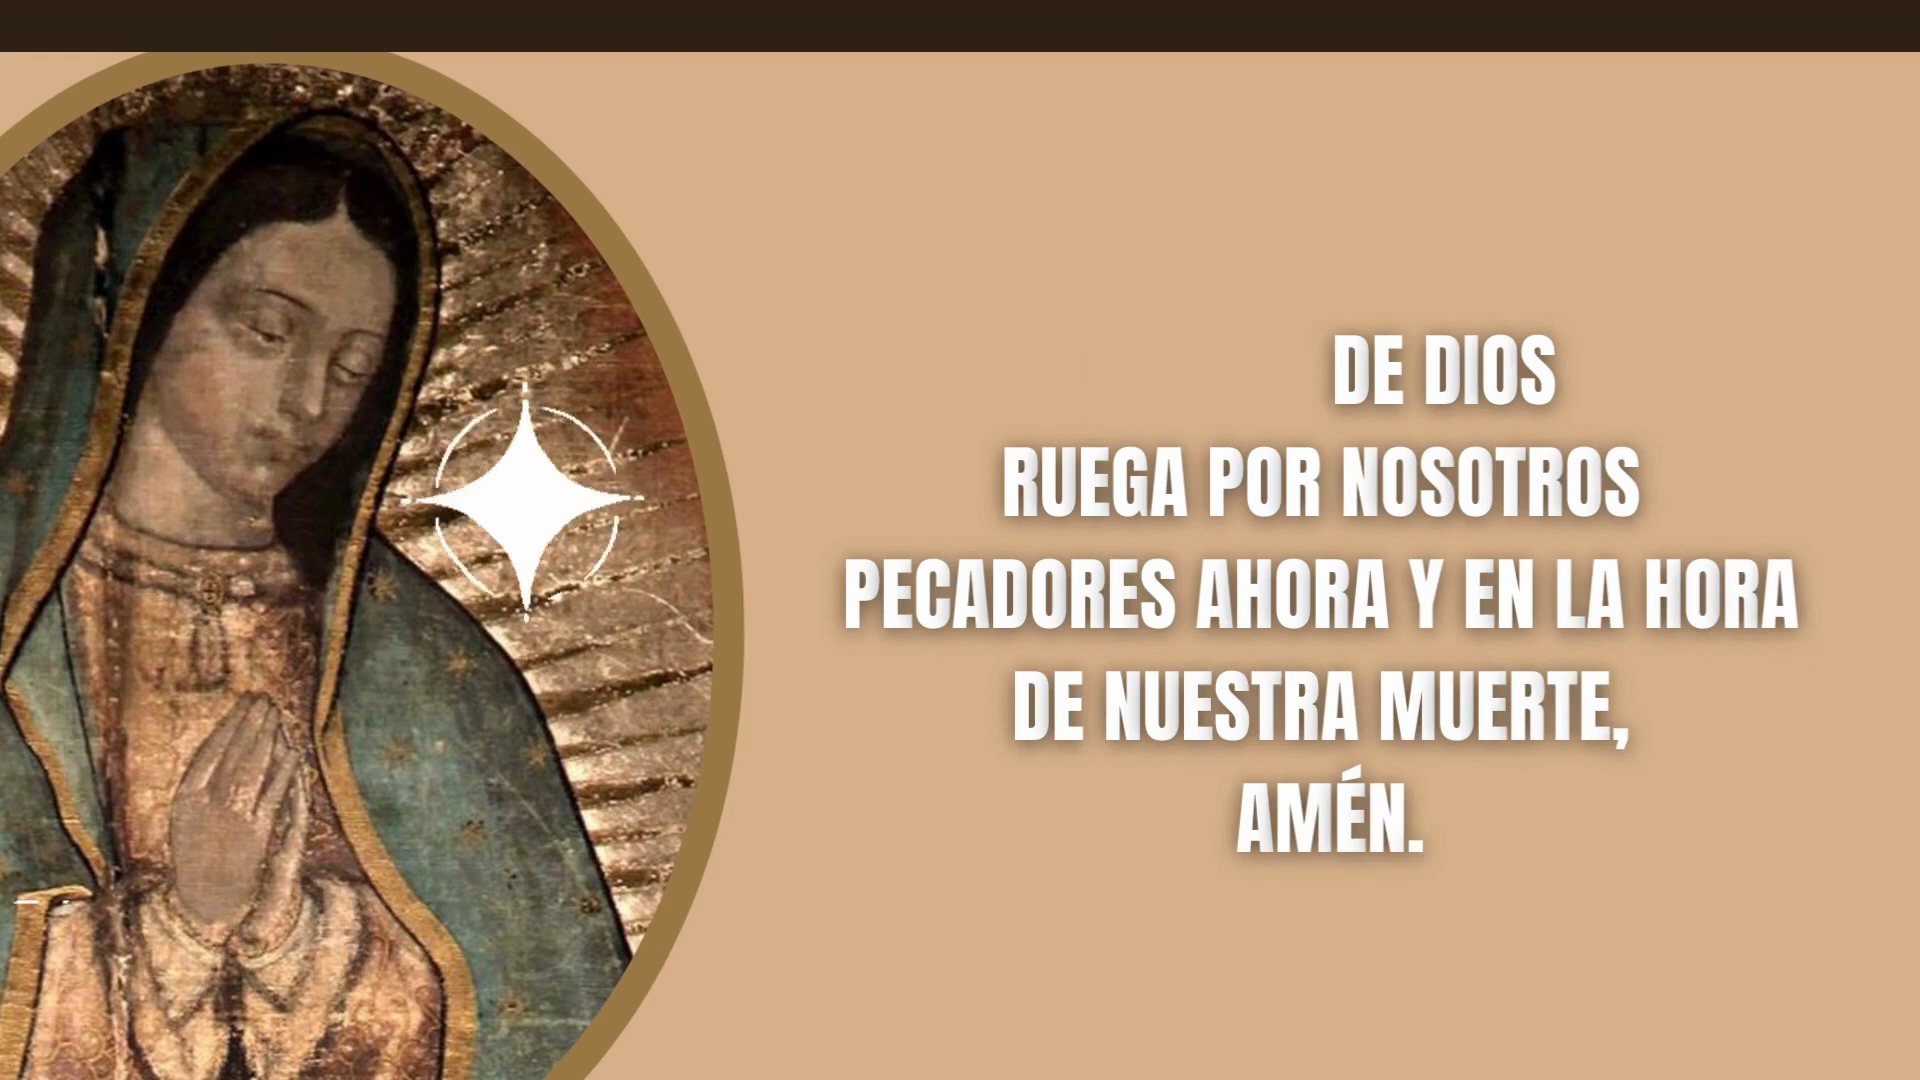 DE DIOS
RUEGA POR NOSOTROS
PECADORES AHORA Y EN LA HORA
DE NUESTRA MUERTE,
AMÉN.